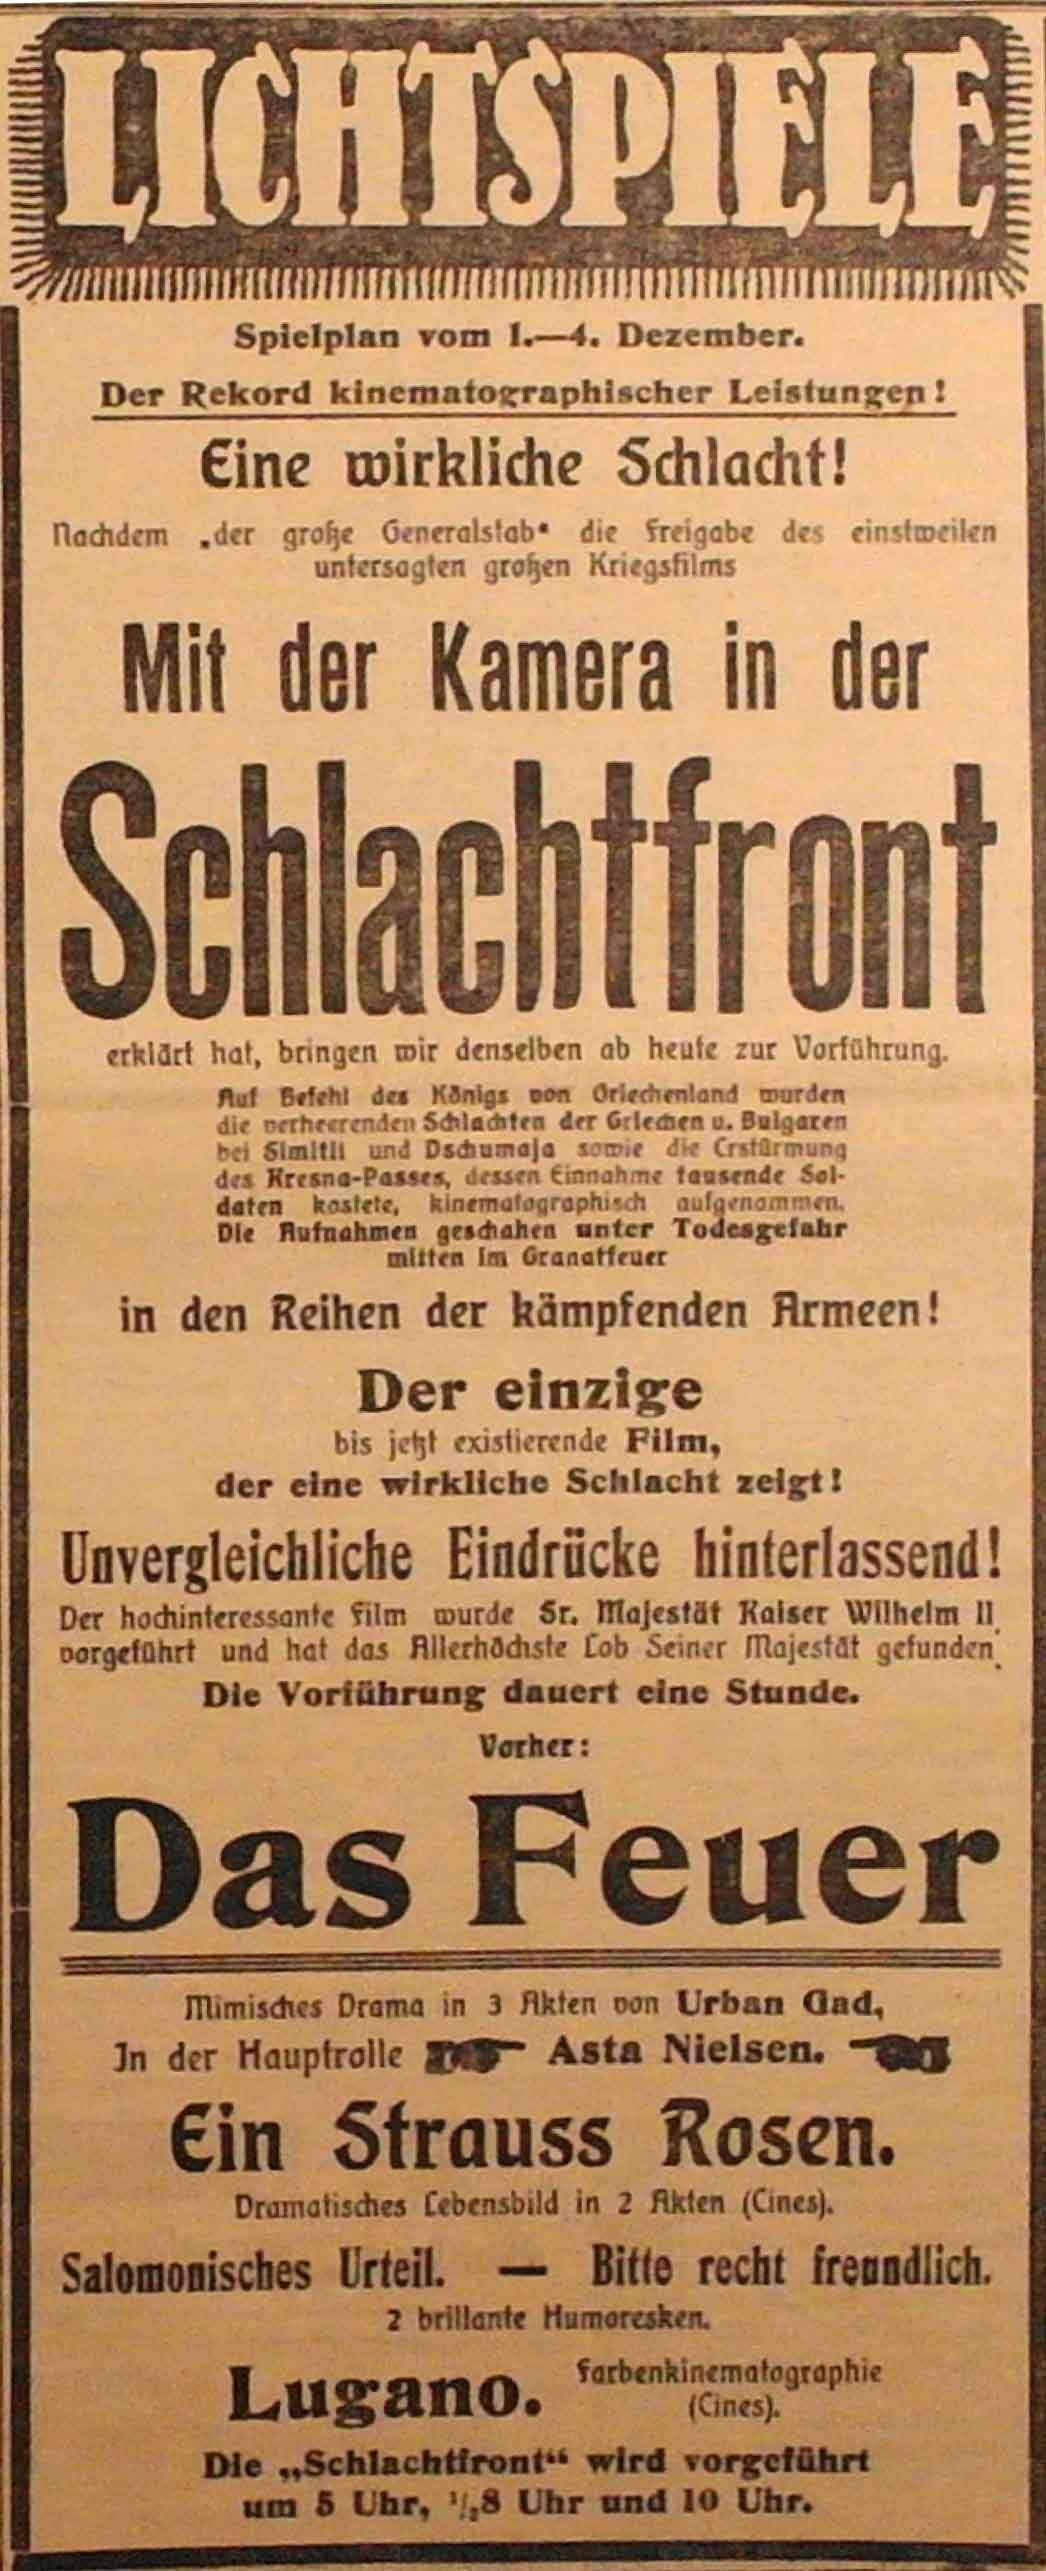 LICHTSPIELE
Spielplan vom 1.—4. Dezember.
Der Rekord kinematographischer Leistungen!
Eine wirkliche Schlacht!
Nachdem „der große Generalstab“ die Freigabe des einstweilen
untersagten großen Kriegsfilms
Mit der Kamera in der
Schlachtfront
erklärt hat, bringen wir denselben ab heute zur Vorführung.
Auf Befehl des Königs von Griechenland wurden
die verheerenden Schlachten der Griechen u. Bulgaren
bei Simitli und Dschumaja sowie die Erstürmung
des Kresna-Passes, dessen Einnahme tausende Sol-
daten kostete, kinematographisch aufgenommen.
Die Aufnahmen geschahen unter Todesgefahr
mitten im Granatfeuer
in den Reihen der kämpfenden Armeen!
Der einzige
bis jetzt existierende Film,
der eine wirkliche Schlacht zeigt!
Unvergleichliche Eindrücke hinterlassend!
Der hochinteressante Film wurde Sr. Majestät Kaiser Wilhelm II.
vorgeführt und hat das Allerhöchste Lob Seiner Majestät gefunden.
Die Vorführung dauert eine Stunde.
Vorher:
Das Feuer
Mimisches Drama in 3 Akten von Urban Gad,
In der Hauptrolle Asta Nielsen.
Ein Strauss Rosen.
Dramatisches Lebensbild in 2 Akten (Cines).
Salomonisches Urteil. — Bitte recht freundlich.
2 brillante Humoresken.
Lugano. Farbenkinematographie
(Cines).
Die „Schlachtfront“ wird vorgeführt
um 5 Uhr, ½8 Uhr und 10 Uhr.